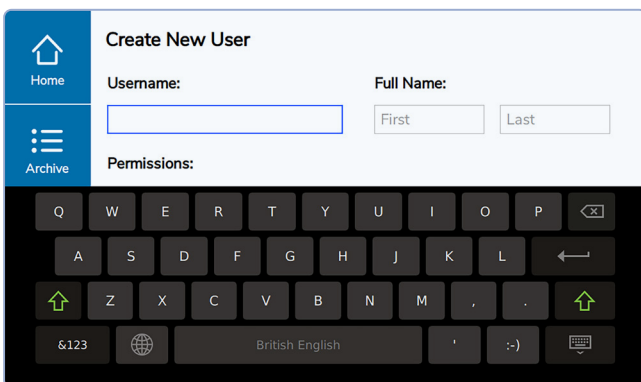 Create New User
Home
Username: Full Name:
First Last
Archive
Permissions:
Q W E R T Y U I O P
A S D F G H J K L
Z X C V B N M , .
&123 British English ' :-)